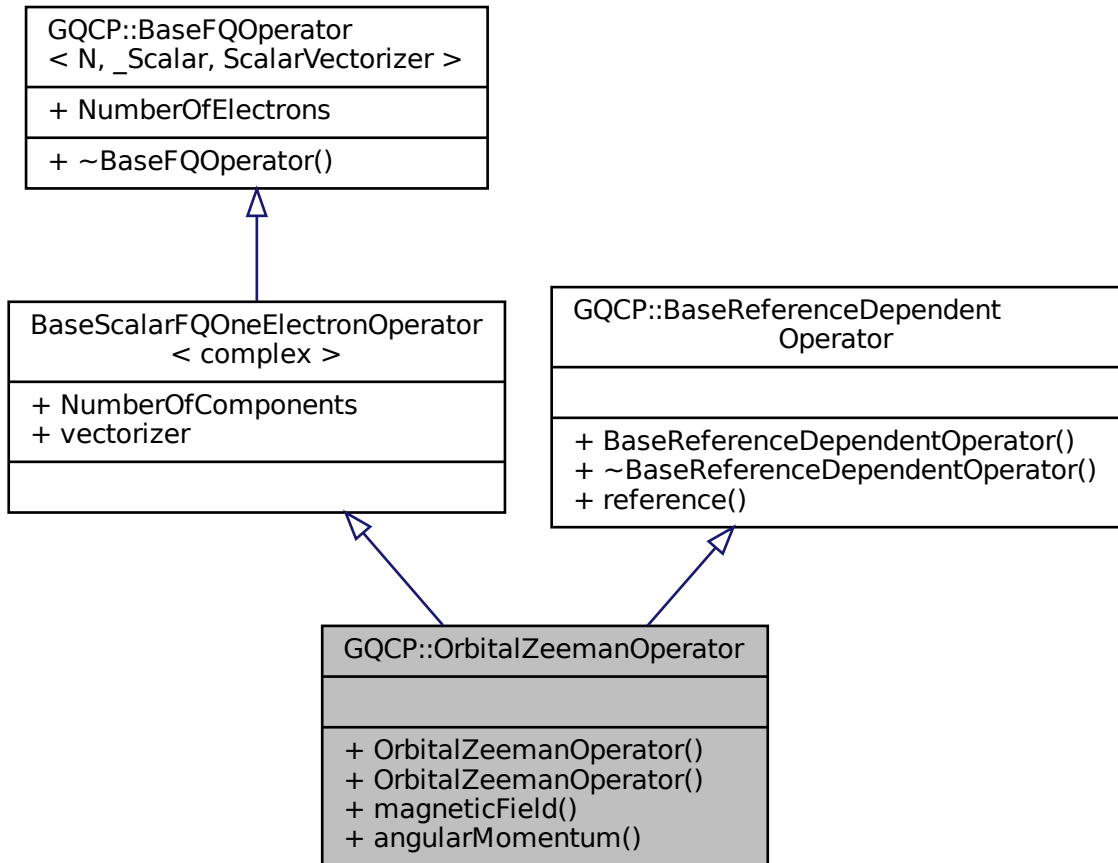 GQCP::BaseFQOperator
< N, _Scalar, ScalarVectorizer >
+ NumberOfElectrons
+ ~BaseFQOperator()
BaseScalarFQOneElectronOperator
< complex >
+ NumberOfComponents
+ vectorizer
GQCP::BaseReferenceDependent
Operator
+ BaseReferenceDependentOperator()
+ ~BaseReferenceDependentOperator()
+ reference()
GQCP::OrbitalZeemanOperator
+ OrbitalZeemanOperator()
+ OrbitalZeemanOperator()
+ magneticField()
+ angularMomentum()